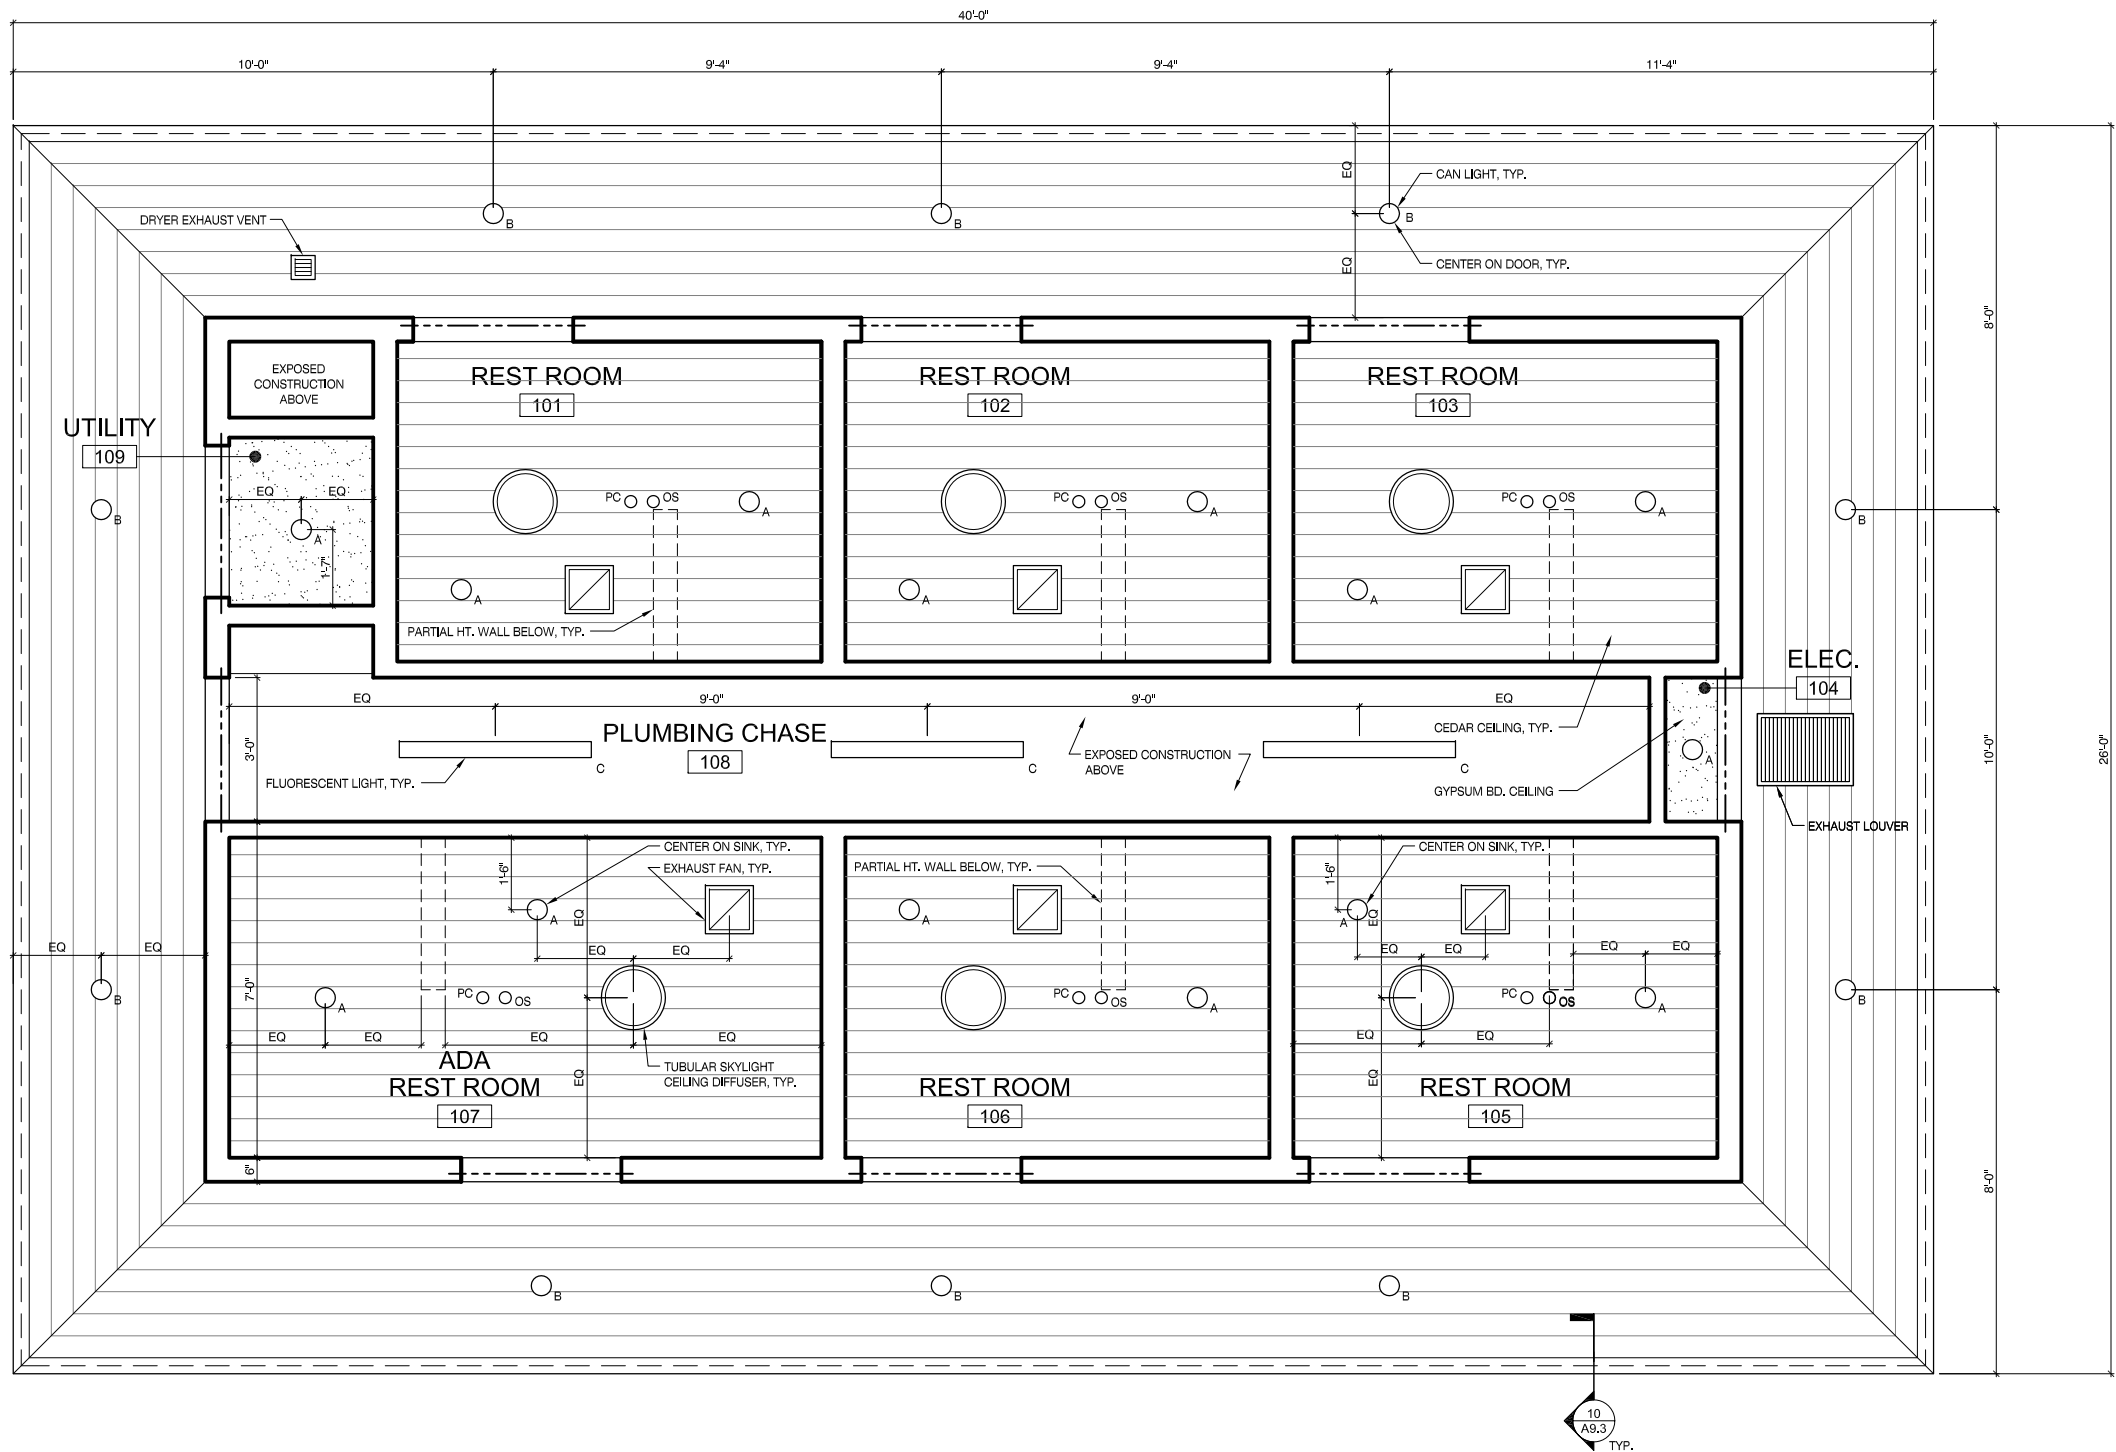 40'-0"
10'-0" 9'-4" 9'-4" 11'-4"
EQ
CAN LIGHT, TYP.
B B B
DRYER EXHAUST VENT
EQ
CENTER ON DOOR, TYP.
8'-0"
EXPOSED
CONSTRUCTION
ABOVE
REST ROOM
101
REST ROOM
102
REST ROOM
103
UTILITY
109
EQ EQ
A
1'-7"
B
PC OS A
PC OS A
PC OS A
B
A
A
A
PARTIAL HT. WALL BELOW, TYP.
ELEC.
104
EQ 9'-0" 9'-0" EQ
3'-0"
PLUMBING CHASE
108
CEDAR CEILING, TYP.
EXPOSED CONSTRUCTION
ABOVE
A
10'-0"
26'-0"
FLUORESCENT LIGHT, TYP.
C C C
GYPSUM BD. CEILING
EXHAUST LOUVER
1'-6"
CENTER ON SINK, TYP.
EXHAUST FAN, TYP.
PARTIAL HT. WALL BELOW, TYP.
1'-6"
CENTER ON SINK, TYP.
A EQ
A
A EQ
EQ EQ
EQ EQ
EQ EQ
EQ EQ
B
7'-0"
A
PC OS
PC OS A
PC OS A
B
EQ EQ EQ EQ
EQ EQ
ADA
REST ROOM
107
EQ
TUBULAR SKYLIGHT
CEILING DIFFUSER, TYP.
REST ROOM
106
EQ
REST ROOM
105
6"
8'-0"
B B B
10
A9.3
TYP.